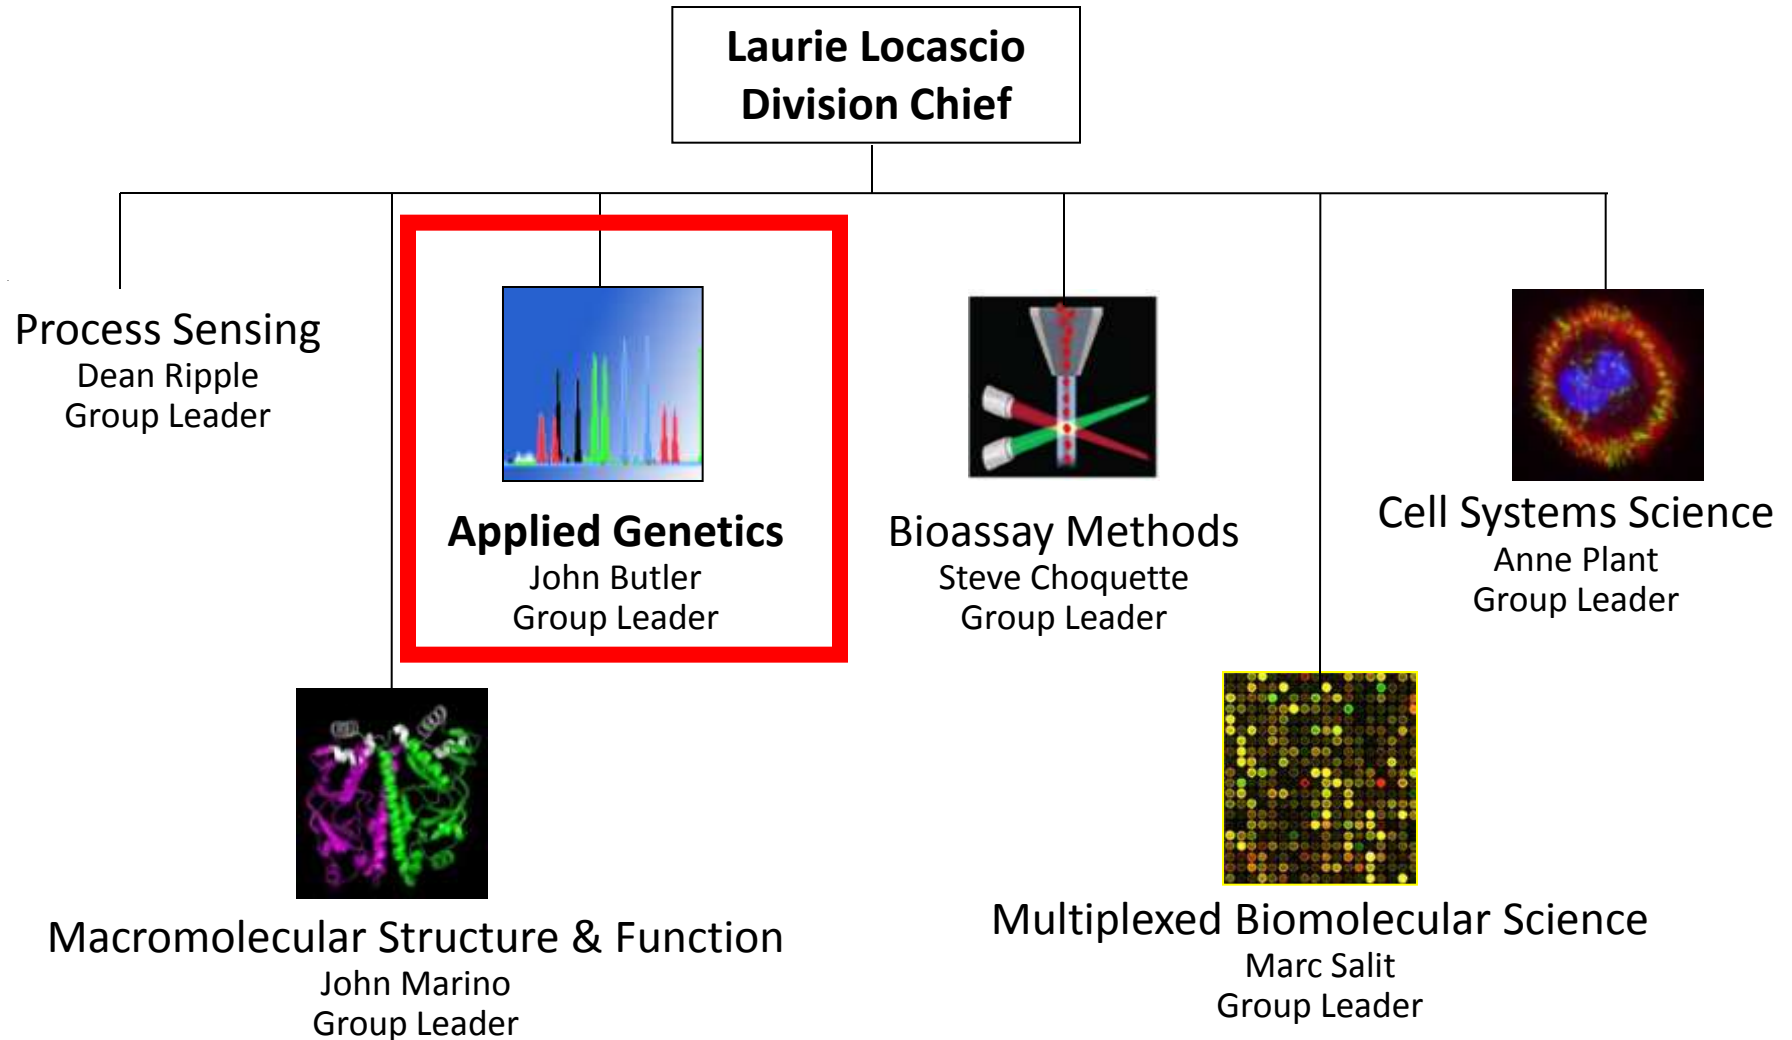 Laurie Locascio
Division Chief
Process Sensing
Dean Ripple
Group Leader
Applied Genetics
John Butler
Group Leader
Bioassay Methods
Steve Choquette
Group Leader
Cell Systems Science
Anne Plant
Group Leader
Macromolecular Structure & Function
John Marino
Group Leader
Multiplexed Biomolecular Science
Marc Salit
Group Leader